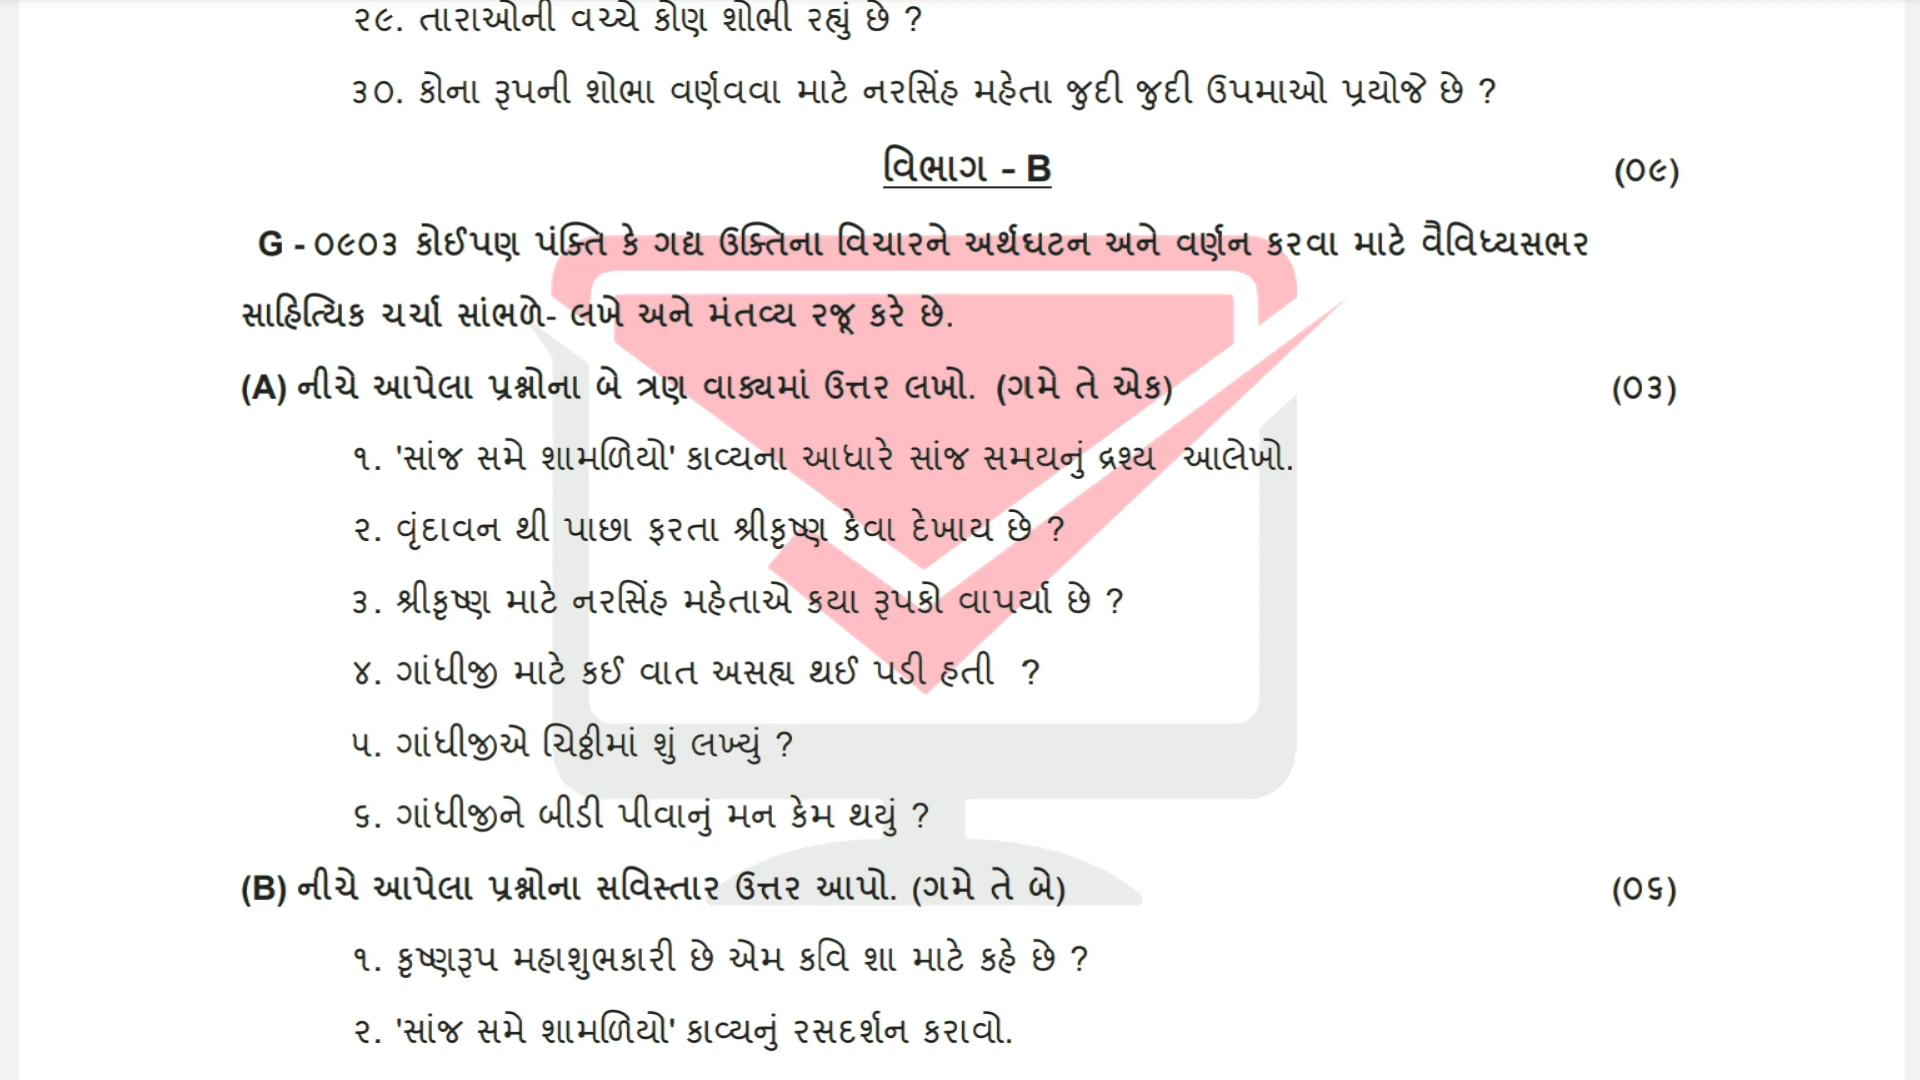 ૨૯. તારાઓની વચ્ચે કોણ શોભી રહ્યું છે ?
૩૦. કોના રૂપની શોભા વર્ણવવા માટે નરસિંહ મહેતા જુદી જુદી ઉપમાઓ પ્રયોજે છે ?
વિભાગ - B (૦૯)
G - ૦૯૦૩ કોઈપણ પંક્તિ કે ગદ્ય ઉક્તિના વિચારને અર્થઘટન અને વર્ણન કરવા માટે વૈવિધ્યસભર
સાહિત્યિક ચર્ચા સાંભળે- લખે અને મંતવ્ય રજૂ કરે છે.
(A) નીચે આપેલા પ્રશ્નોના બે ત્રણ વાક્યમાં ઉત્તર લખો. (ગમે તે એક) (૦૩)
૧. 'સાંજ સમે શામળિયો' કાવ્યના આધારે સાંજ સમયનું દ્રશ્ય આલેખો.
૨. વૃંદાવન થી પાછા ફરતા શ્રીકૃષ્ણ કેવા દેખાય છે ?
૩. શ્રીકૃષ્ણ માટે નરસિંહ મહેતાએ કયા રૂપકો વાપર્યા છે ?
૪. ગાંધીજી માટે કઈ વાત અસહ્ય થઈ પડી હતી ?
૫. ગાંધીજીએ ચિઠ્ઠીમાં શું લખ્યું ?
૬. ગાંધીજીને બીડી પીવાનું મન કેમ થયું ?
(B) નીચે આપેલા પ્રશ્નોના સવિસ્તાર ઉત્તર આપો. (ગમે તે બે) (૦૬)
૧. કૃષ્ણરૂપ મહાશુભકારી છે એમ કવિ શા માટે કહે છે ?
૨. 'સાંજ સમે શામળિયો' કાવ્યનું રસદર્શન કરાવો.